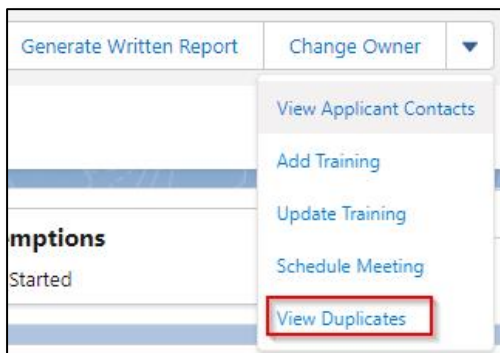 Generate Written Report
Change Owner
View Applicant Contacts
Add Training
Update Training
mptions
Schedule Meeting
Started
View Duplicates